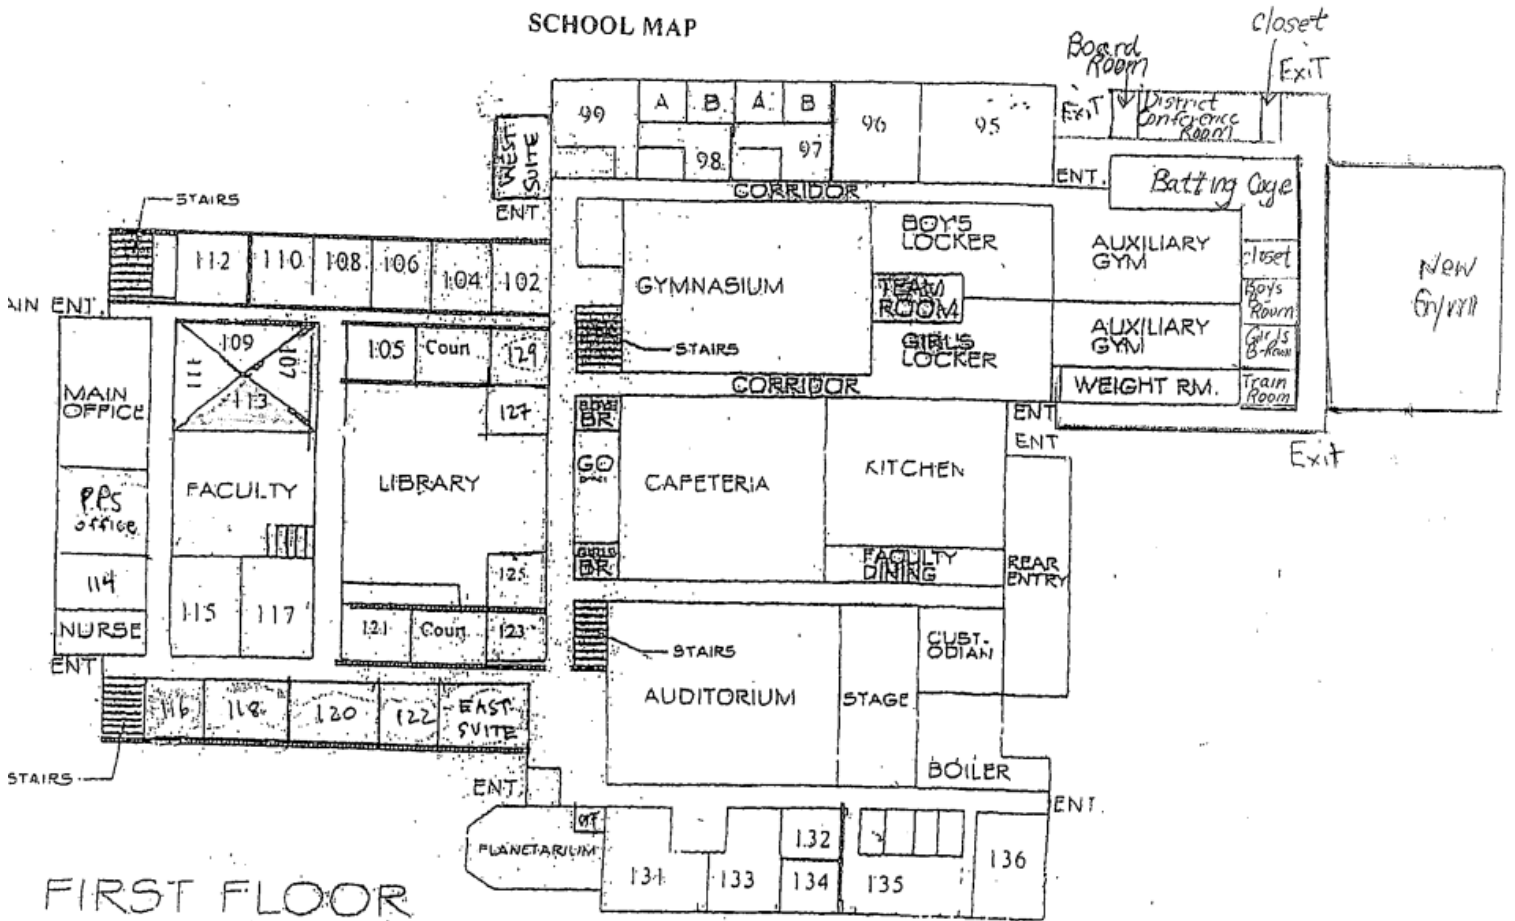 SCHOOL MAP
closet
Board
Room
EXIT
EXIT
District
Conference
Room
99
A
B
A
B
98
97
96
95
WEST
SUITE
ENT.
CORRIDOR
ENT.
Batting Cage
STAIRS
112
110
108
106
104
102
GYMNASIUM
BOY'S
LOCKER
TEAM
ROOM
GIRL'S
LOCKER
AUXILIARY
GYM
closet
Boys
B-Room
AUXILIARY
GYM
Girls
WEIGHT RM.
Train
Room
New
AIN ENT.
109
107
111
113
105
Coun
129
127
STAIRS
CORRIDOR
ENT
ENT
Exit
MAIN
OFFICE
P.P.S
office
114
NURSE
ENT
FACULTY
115
117
LIBRARY
125
121
Coun
123
BOYS
BR
GO
GIRLS
BR
CAFETERIA
KITCHEN
FACULTY
DINING
REAR
ENTRY
STAIRS
AUDITORIUM
STAGE
CUST-
ODIAN
BOILER
116
118
120
122
EAST
SUITE
STAIRS
ENT.
ENT.
OFF
PLANETARIUM
131
133
132
134
135
136
FIRST FLOOR